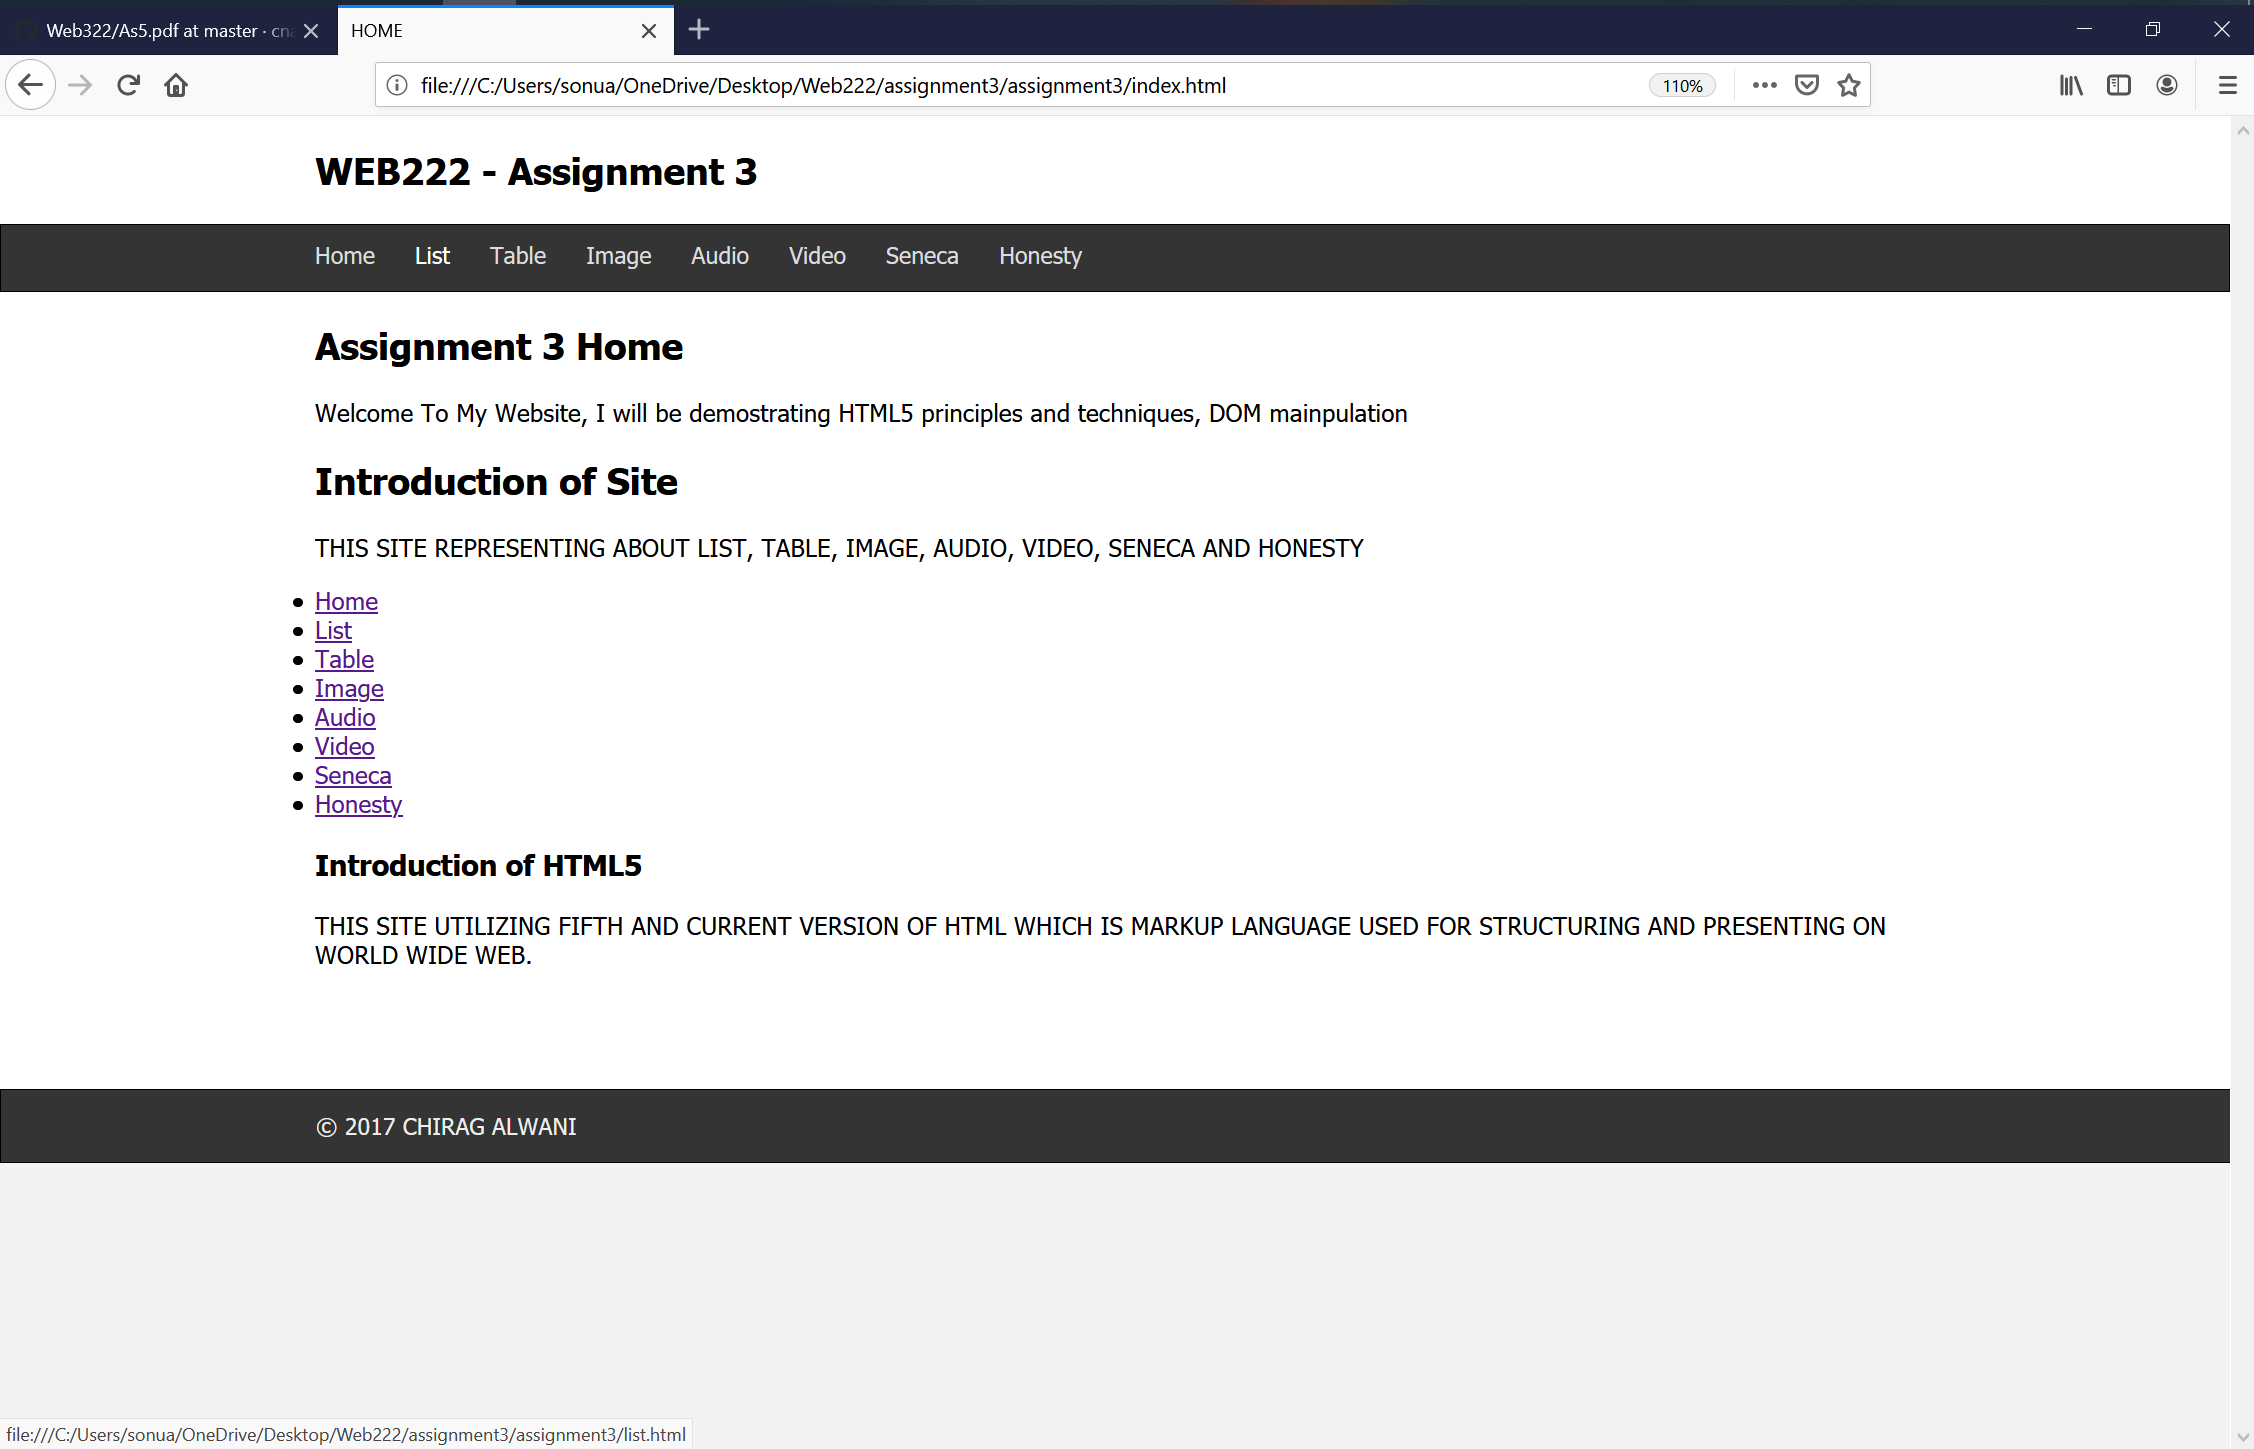 Web322/As5.pdf at master · cna
HOME
file:///C:/Users/sonua/OneDrive/Desktop/Web222/assignment3/assignment3/index.html
110%
WEB222 - Assignment 3
Home List Table Image Audio Video Seneca Honesty
Assignment 3 Home
Welcome To My Website, I will be demostrating HTML5 principles and techniques, DOM mainpulation
Introduction of Site
THIS SITE REPRESENTING ABOUT LIST, TABLE, IMAGE, AUDIO, VIDEO, SENECA AND HONESTY
Home
List
Table
Image
Audio
Video
Seneca
Honesty
Introduction of HTML5
THIS SITE UTILIZING FIFTH AND CURRENT VERSION OF HTML WHICH IS MARKUP LANGUAGE USED FOR STRUCTURING AND PRESENTING ON
WORLD WIDE WEB.
© 2017 CHIRAG ALWANI
file:///C:/Users/sonua/OneDrive/Desktop/Web222/assignment3/assignment3/list.html